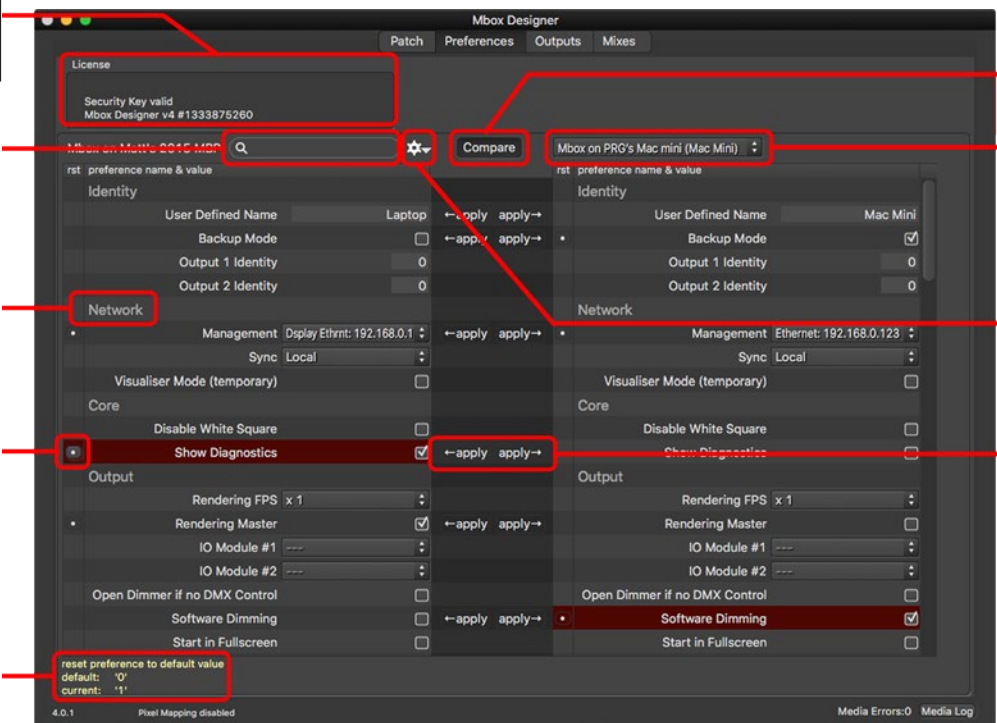 Mbox Designer
Patch Preferences Outputs Mixes
License
Security Key valid
Mbox Designer v4 #1333875260
Mbox on Matt's 2015 MBP Compare Mbox on PRG's Mac mini (Mac Mini)
rst preference name & value rst preference name & value
Identity Identity
User Defined Name Laptop ←apply apply→ User Defined Name Mac Mini
Backup Mode ←apply apply→ • Backup Mode
Output 1 Identity 0 Output 1 Identity 0
Output 2 Identity 0 Output 2 Identity 0
Network Network
• Management Dsplay Ethrnt: 192.168.0.1 ←apply apply→ • Management Ethernet: 192.168.0.123
Sync Local Sync Local
Visualiser Mode (temporary) Visualiser Mode (temporary)
Core Core
Disable White Square Disable White Square
• Show Diagnostics ←apply apply→ Show Diagnostics
Output Output
Rendering FPS x 1 Rendering FPS x 1
• Rendering Master ←apply apply→ Rendering Master
IO Module #1 --- IO Module #1 ---
IO Module #2 --- IO Module #2 ---
Open Dimmer if no DMX Control Open Dimmer if no DMX Control
Software Dimming ←apply apply→ • Software Dimming
Start in Fullscreen Start in Fullscreen
reset preference to default value
default: '0'
current: '1'
4.0.1 Pixel Mapping disabled Media Errors:0 Media Log